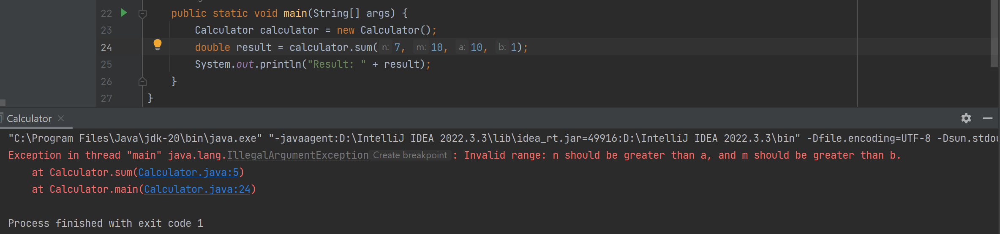 22 public static void main(String[] args) {
23 Calculator calculator = new Calculator();
24 double result = calculator.sum( n: 7, m: 10, a: 10, b: 1);
25 System.out.println("Result: " + result);
26 }
27 }
Calculator
"C:\Program Files\Java\jdk-20\bin\java.exe" "-javaagent:D:\IntelliJ IDEA 2022.3.3\lib\idea_rt.jar=49916:D:\IntelliJ IDEA 2022.3.3\bin" -Dfile.encoding=UTF-8 -Dsun.stdou
Exception in thread "main" java.lang.IllegalArgumentException Create breakpoint : Invalid range: n should be greater than a, and m should be greater than b.
at Calculator.sum(Calculator.java:5)
at Calculator.main(Calculator.java:24)
Process finished with exit code 1